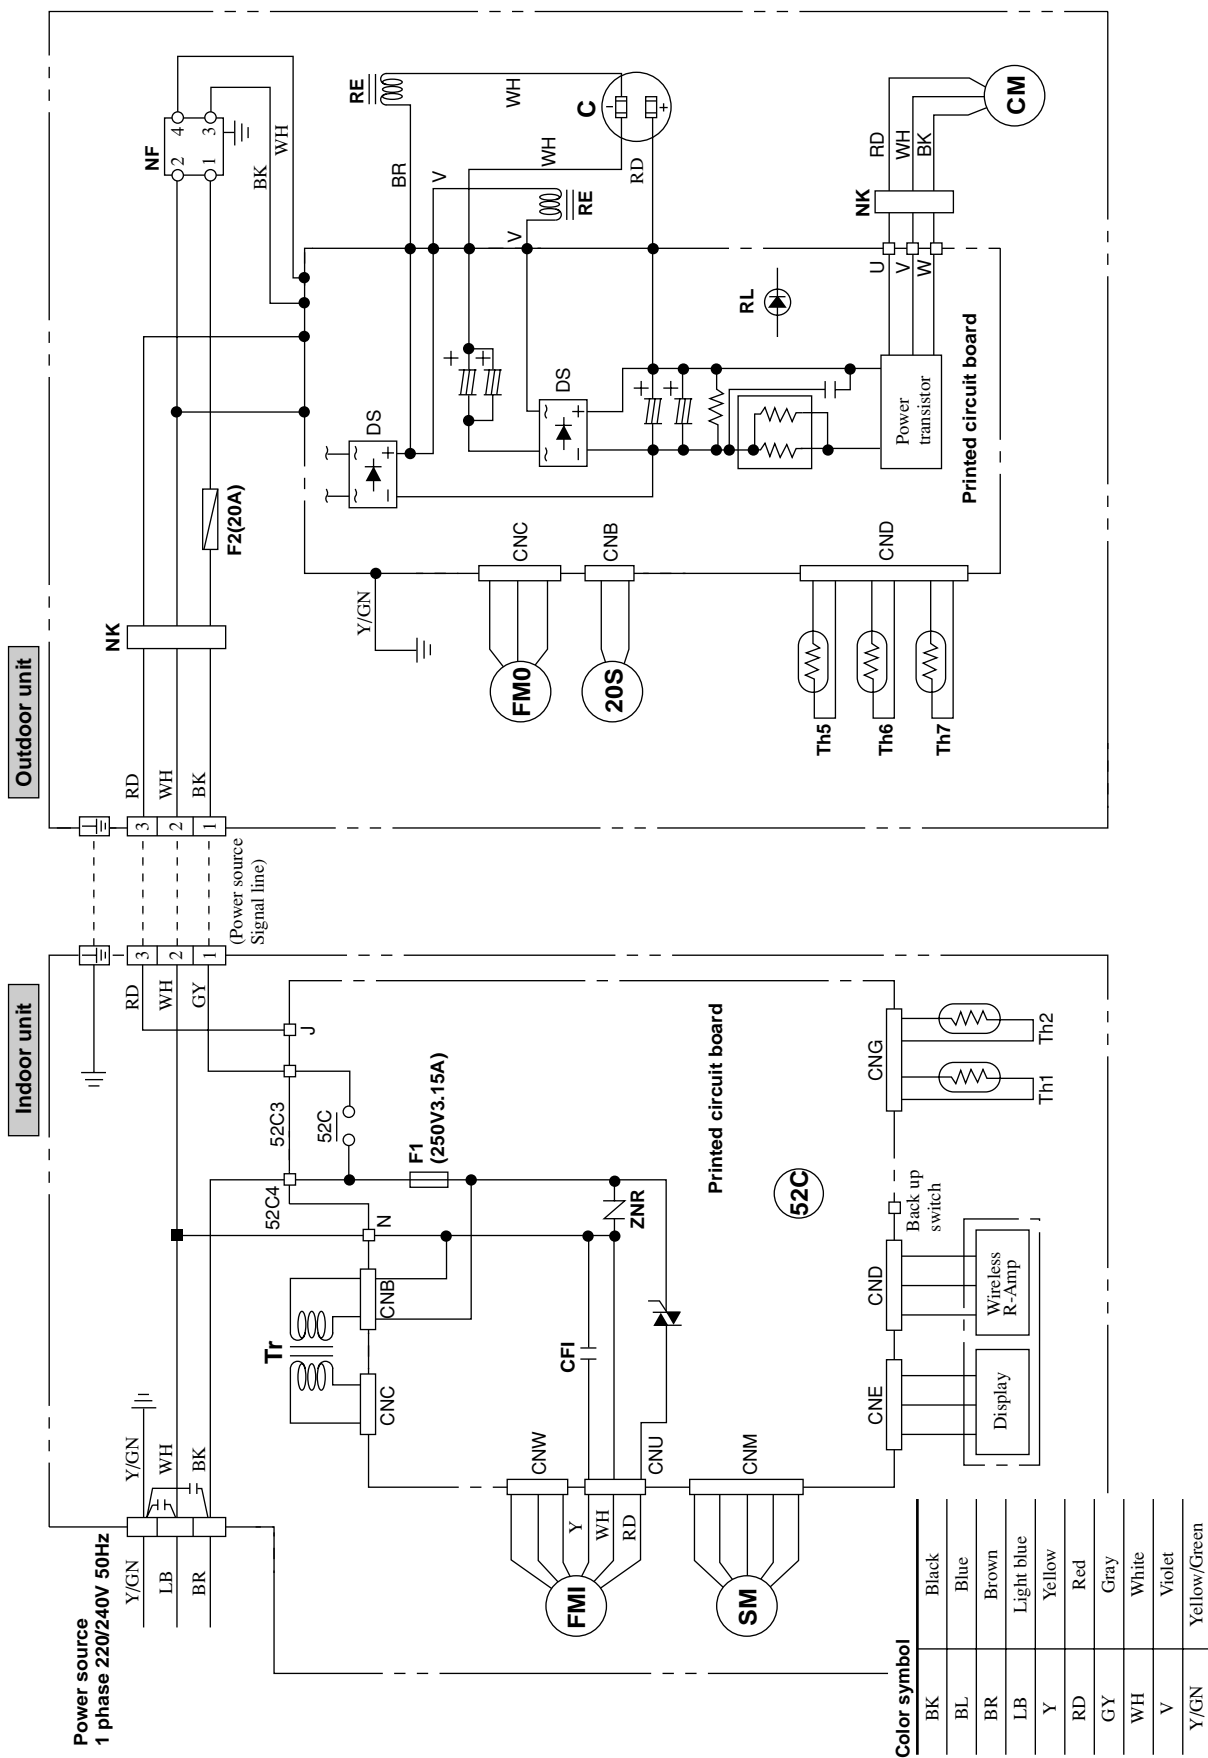 Indoor unit
Outdoor unit
Power source
1 phase 220/240V 50Hz
Y/GN
LB
BR
Y/GN
WH
BK
Tr
CNC
CNB
N
52C4
52C3
52C
J
F1
(250V3.15A)
RD
WH
GY
3
2
1
(Power source
Signal line)
3
2
1
RD
WH
BK
NK
F2(20A)
NF
2
4
1
3
BK
WH
Y/GN
CFI
ZNR
CNW
Y
WH
RD
CNU
FMI
CNM
SM
Printed circuit board
52C
CNE
CND
CNG
Display
Wireless
R-Amp
Back up
switch
Th1
Th2
DS
DS
BR
V
V
RE
RE
WH
WH
RD
C
RL
CNC
FM0
CNB
20S
CND
Th5
Th6
Th7
Power
transistor
Printed circuit board
U
V
W
NK
RD
WH
BK
CM
Color symbol
BK Black
BL Blue
BR Brown
LB Light blue
Y Yellow
RD Red
GY Gray
WH White
V Violet
Y/GN Yellow/Green